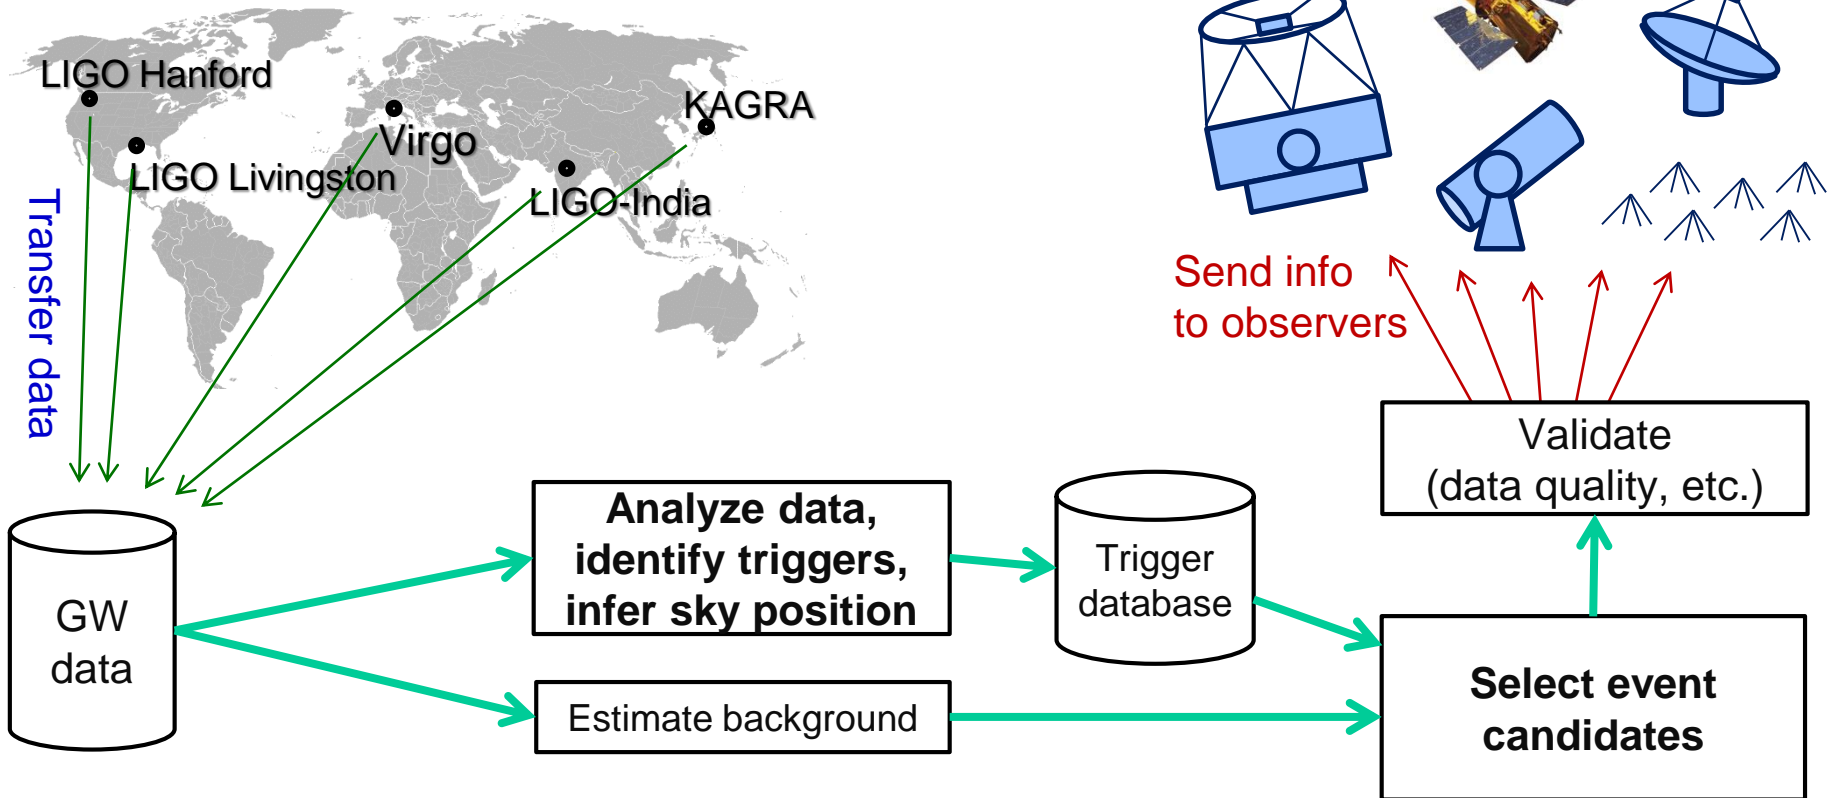 LIGO Hanford
KAGRA
Virgo
LIGO Livingston
LIGO-India
Transfer data
Send info
to observers
Validate
(data quality, etc.)
Analyze data,
identify triggers,
infer sky position
Trigger
database
GW
data
Estimate background
Select event
candidates